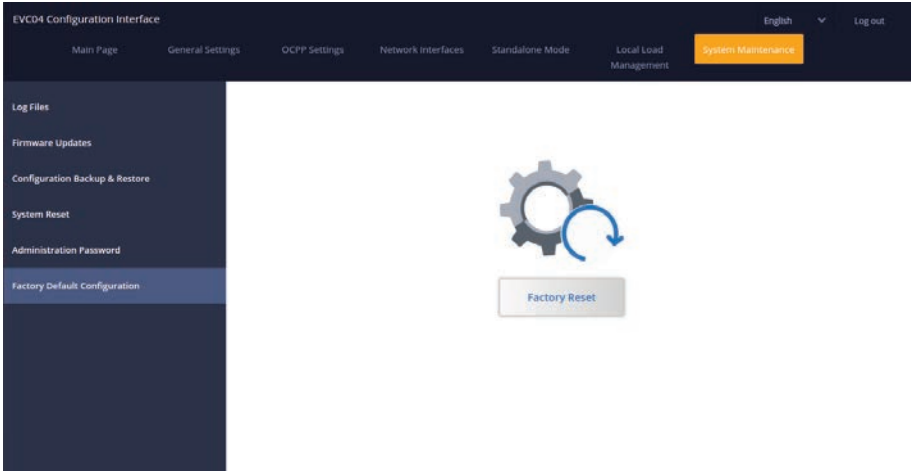 EVC04 Configuration Interface
English
Log out
Main Page
General Settings
OCPP Settings
Network Interfaces
Standalone Mode
Local Load
Management
System Maintenance
Log Files
Firmware Updates
Configuration Backup & Restore
System Reset
Administration Password
Factory Default Configuration
Factory Reset